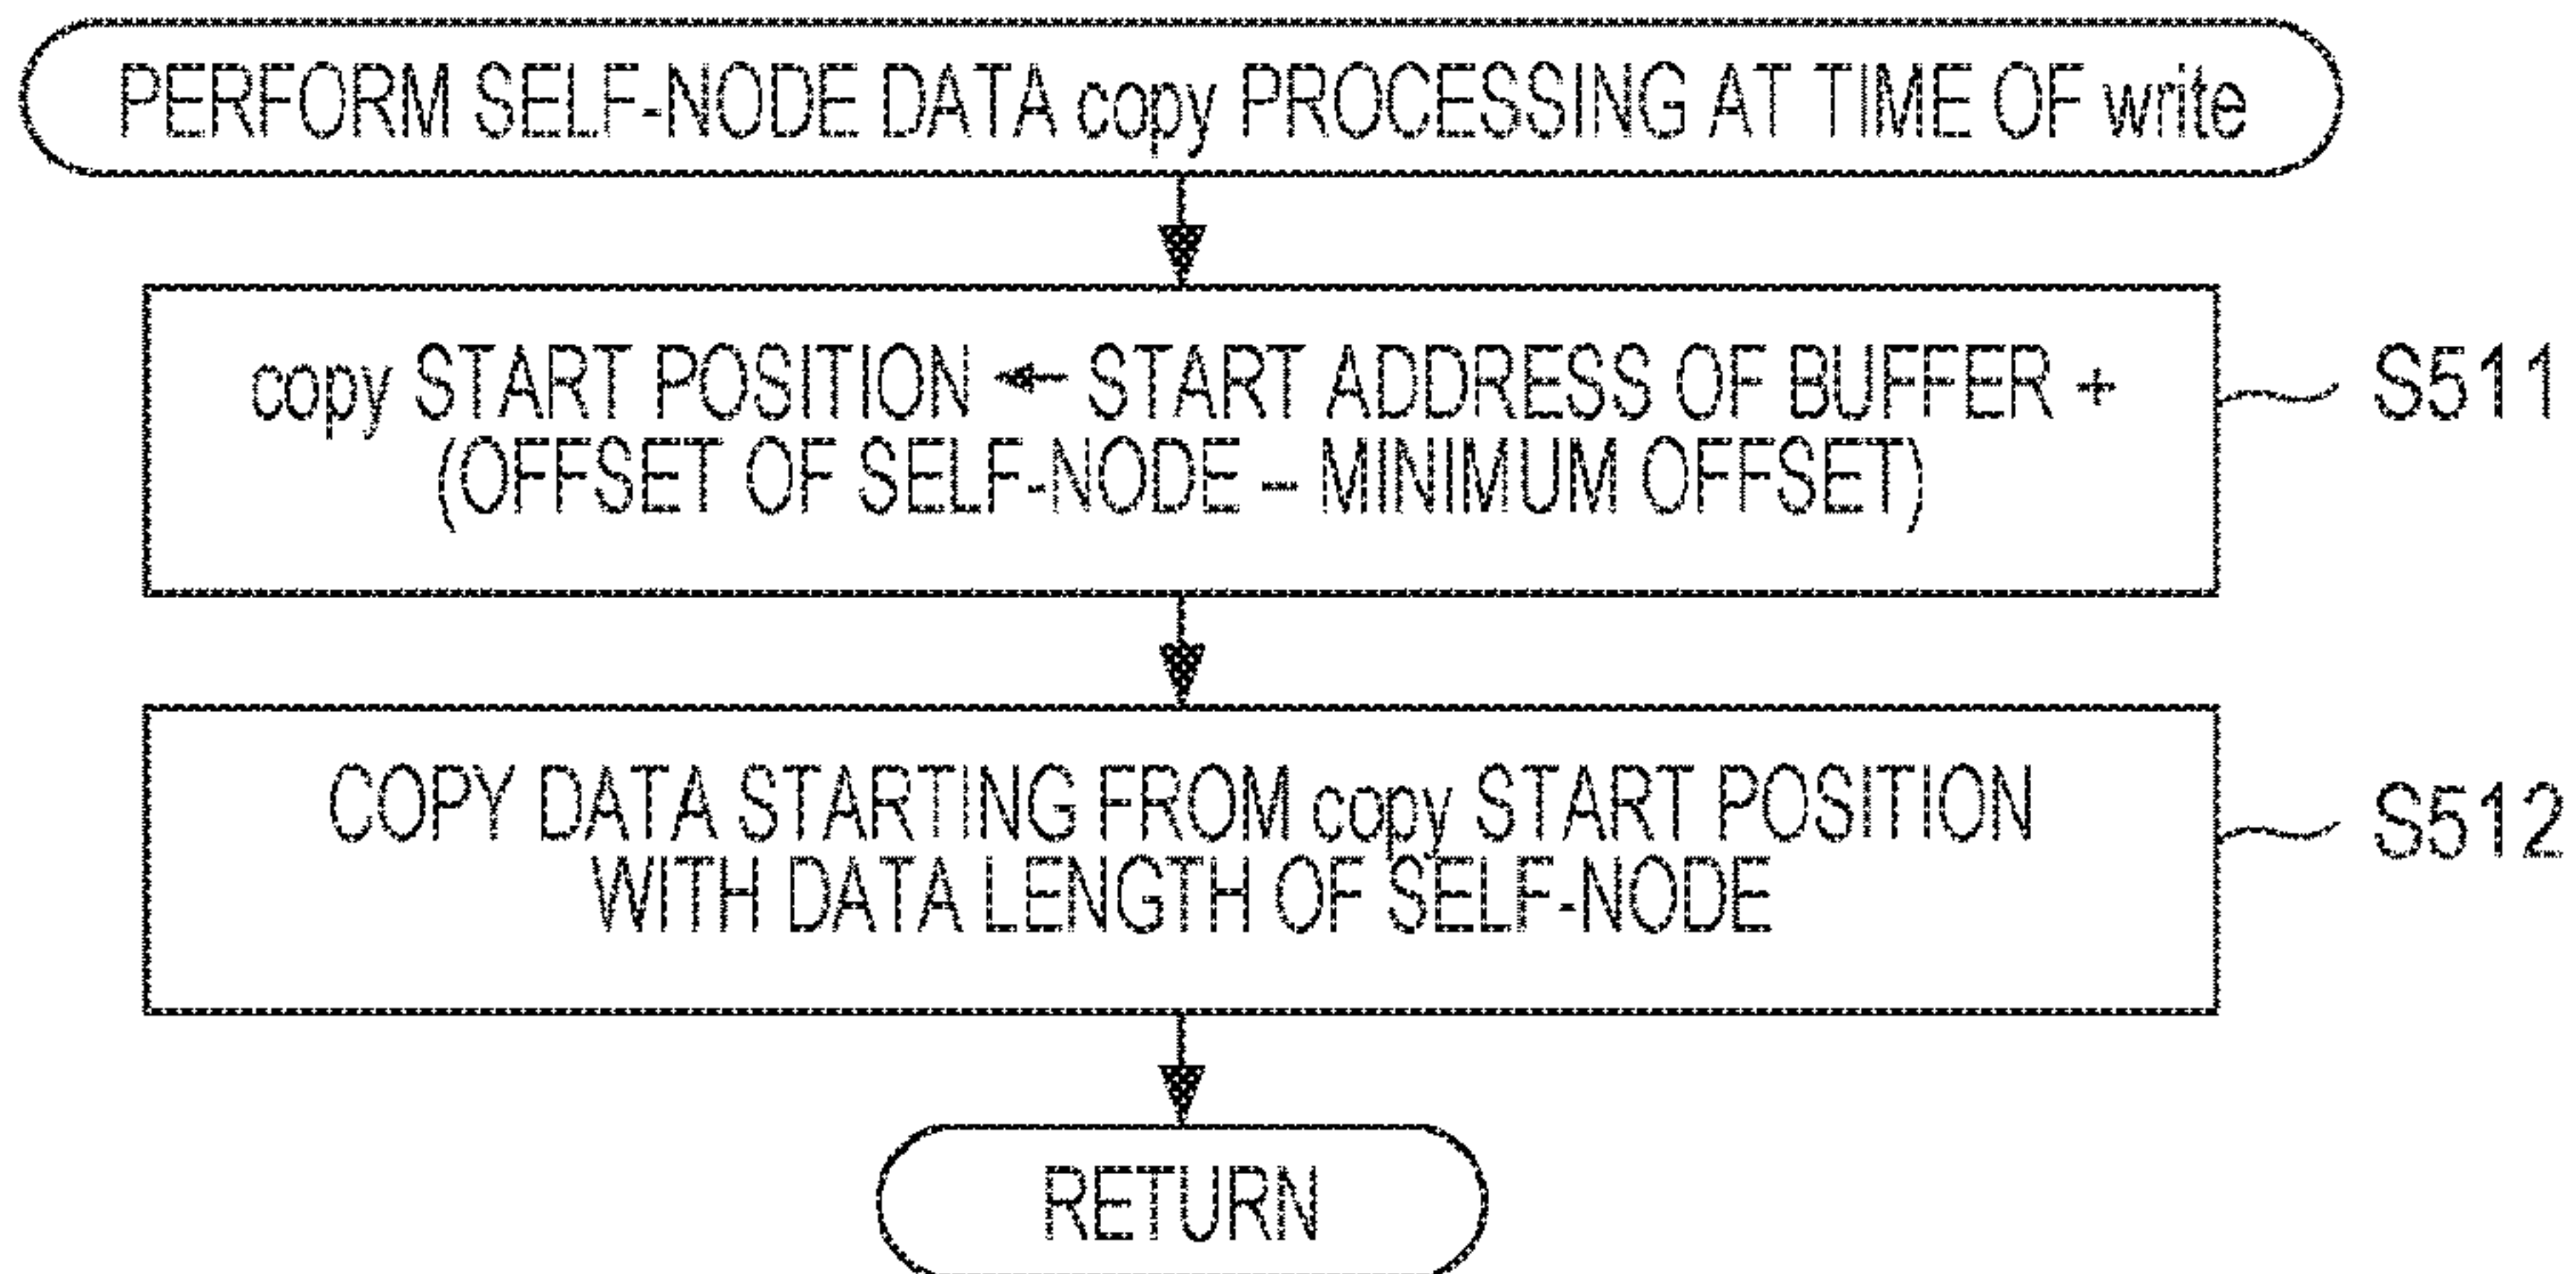 PERFORM SELF-NODE DATA copy PROCESSING AT TIME OF write
copy START POSITION ← START ADDRESS OF BUFFER +
(OFFSET OF SELF-NODE – MINIMUM OFFSET)
S511
COPY DATA STARTING FROM copy START POSITION
WITH DATA LENGTH OF SELF-NODE
S512
RETURN